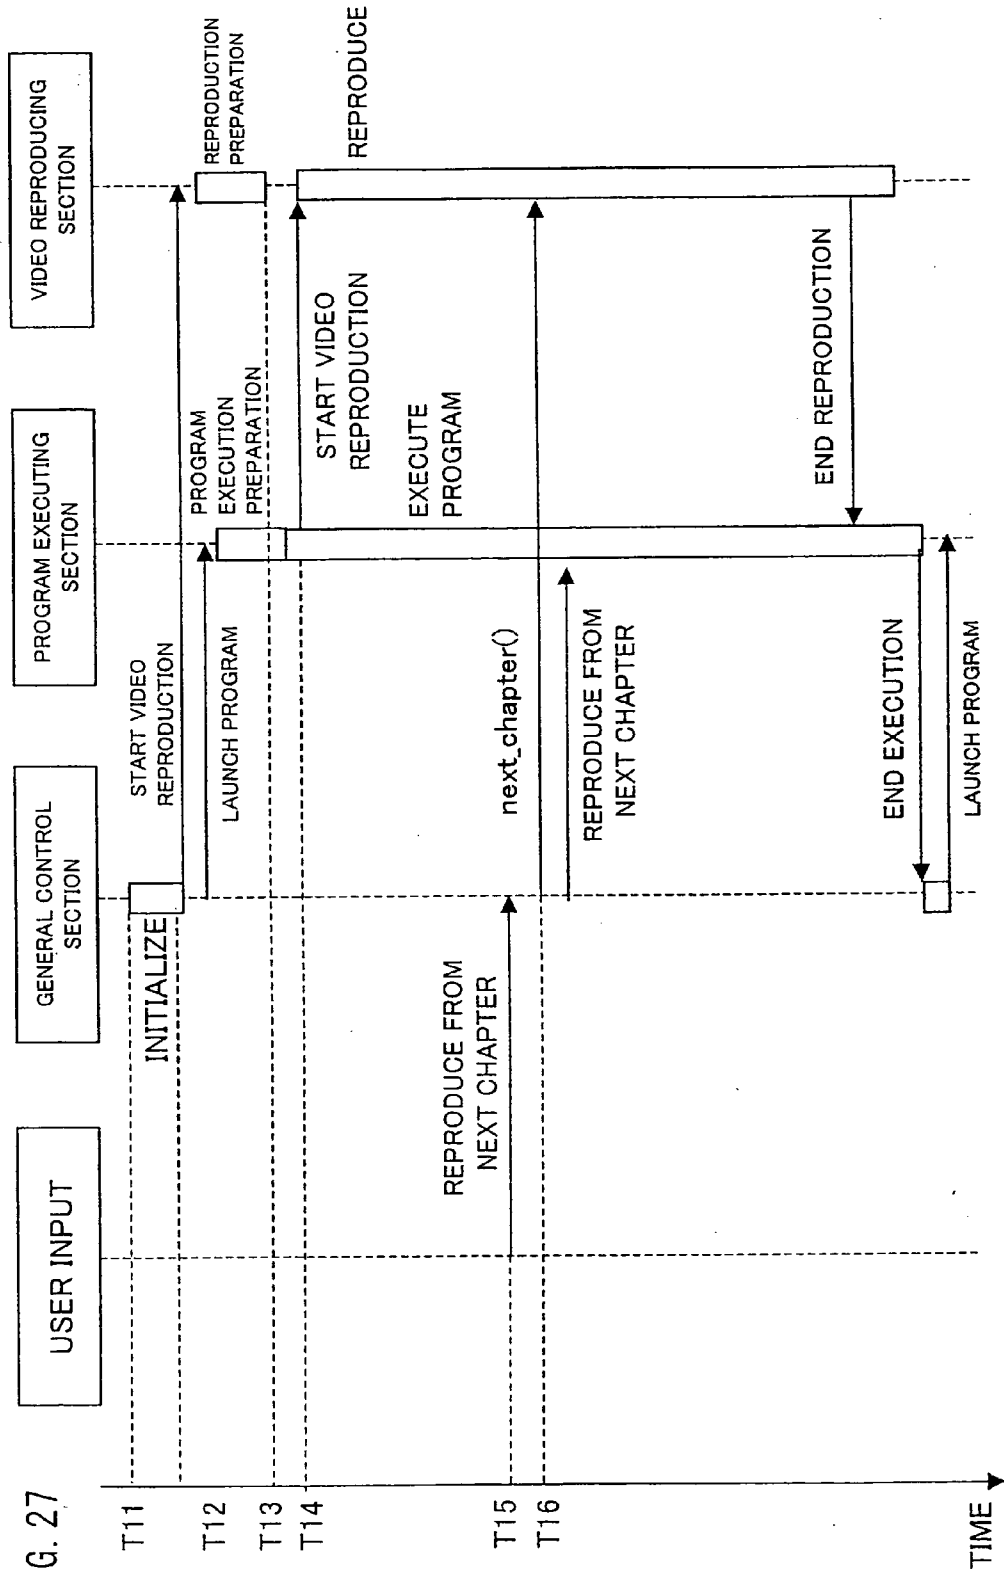 G. 27
USER INPUT
GENERAL CONTROL
SECTION
PROGRAM EXECUTING
SECTION
VIDEO REPRODUCING
SECTION
T11
INITIALIZE
START VIDEO
REPRODUCTION
T12
LAUNCH PROGRAM
PROGRAM
EXECUTION
PREPARATION
REPRODUCTION
PREPARATION
T13
T14
START VIDEO
REPRODUCTION
REPRODUCE
EXECUTE
PROGRAM
T15
REPRODUCE FROM
NEXT CHAPTER
T16
next_chapter()
REPRODUCE FROM
NEXT CHAPTER
END REPRODUCTION
END EXECUTION
LAUNCH PROGRAM
TIME